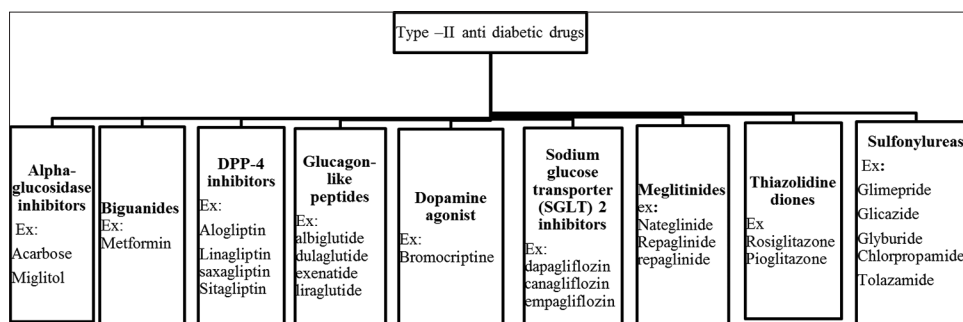 Type –II anti diabetic drugs
Alpha-
glucosidase
inhibitors
Ex:
Acarbose
Miglitol
Biguanides
Ex:
Metformin
DPP-4
inhibitors
Ex:
Alogliptin
Linagliptin
saxagliptin
Sitagliptin
Glucagon-
like
peptides
Ex:
albiglutide
dulaglutide
exenatide
liraglutide
Dopamine
agonist
Ex:
Bromocriptine
Sodium
glucose
transporter
(SGLT) 2
inhibitors
Ex:
dapagliflozin
canagliflozin
empagliflozin
Meglitinides
ex:
Nateglinide
Repaglinide
repaglinide
Thiazolidine
diones
Ex
Rosiglitazone
Pioglitazone
Sulfonylureas
Ex:
Glimepride
Glicazide
Glyburide
Chlorpropamide
Tolazamide